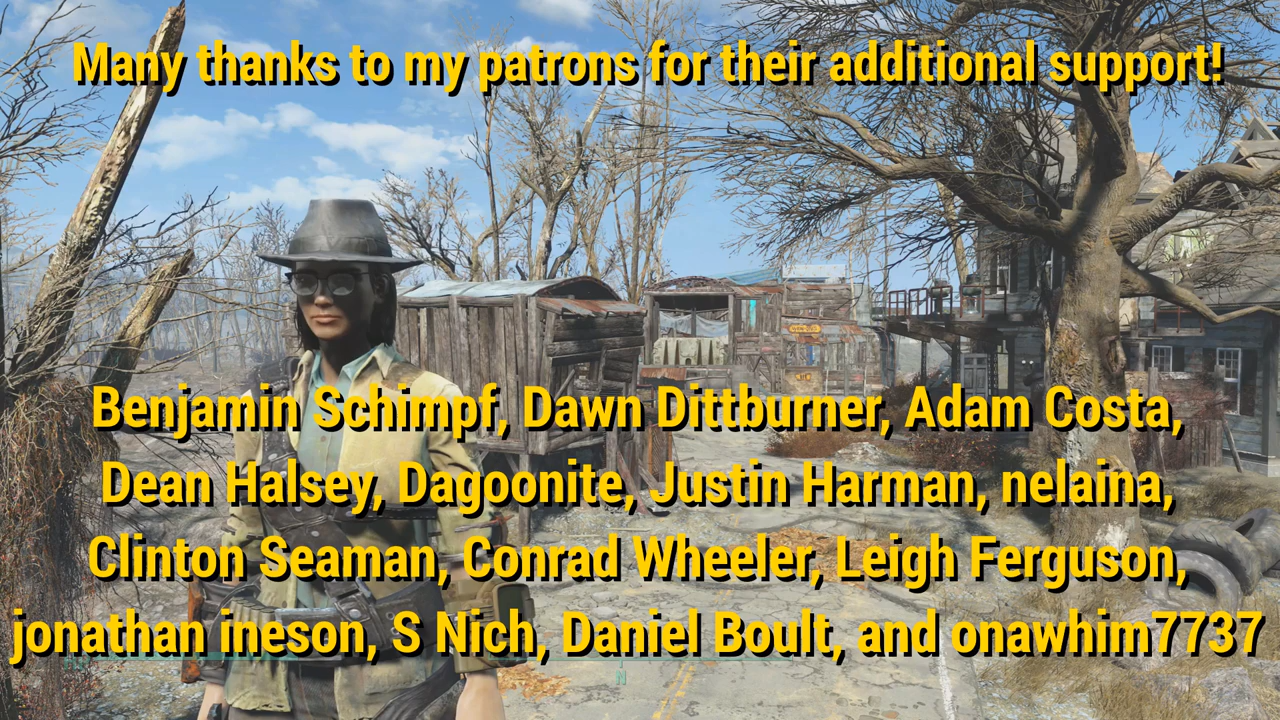 Many thanks to my patrons for their additional support!
Benjamin Schimpf, Dawn Dittburner, Adam Costa,
Dean Halsey, Dagoonite, Justin Harman, nelaina,
Clinton Seaman, Conrad Wheeler, Leigh Ferguson,
jonathan ineson, S Nich, Daniel Boult, and onawhim7737
N